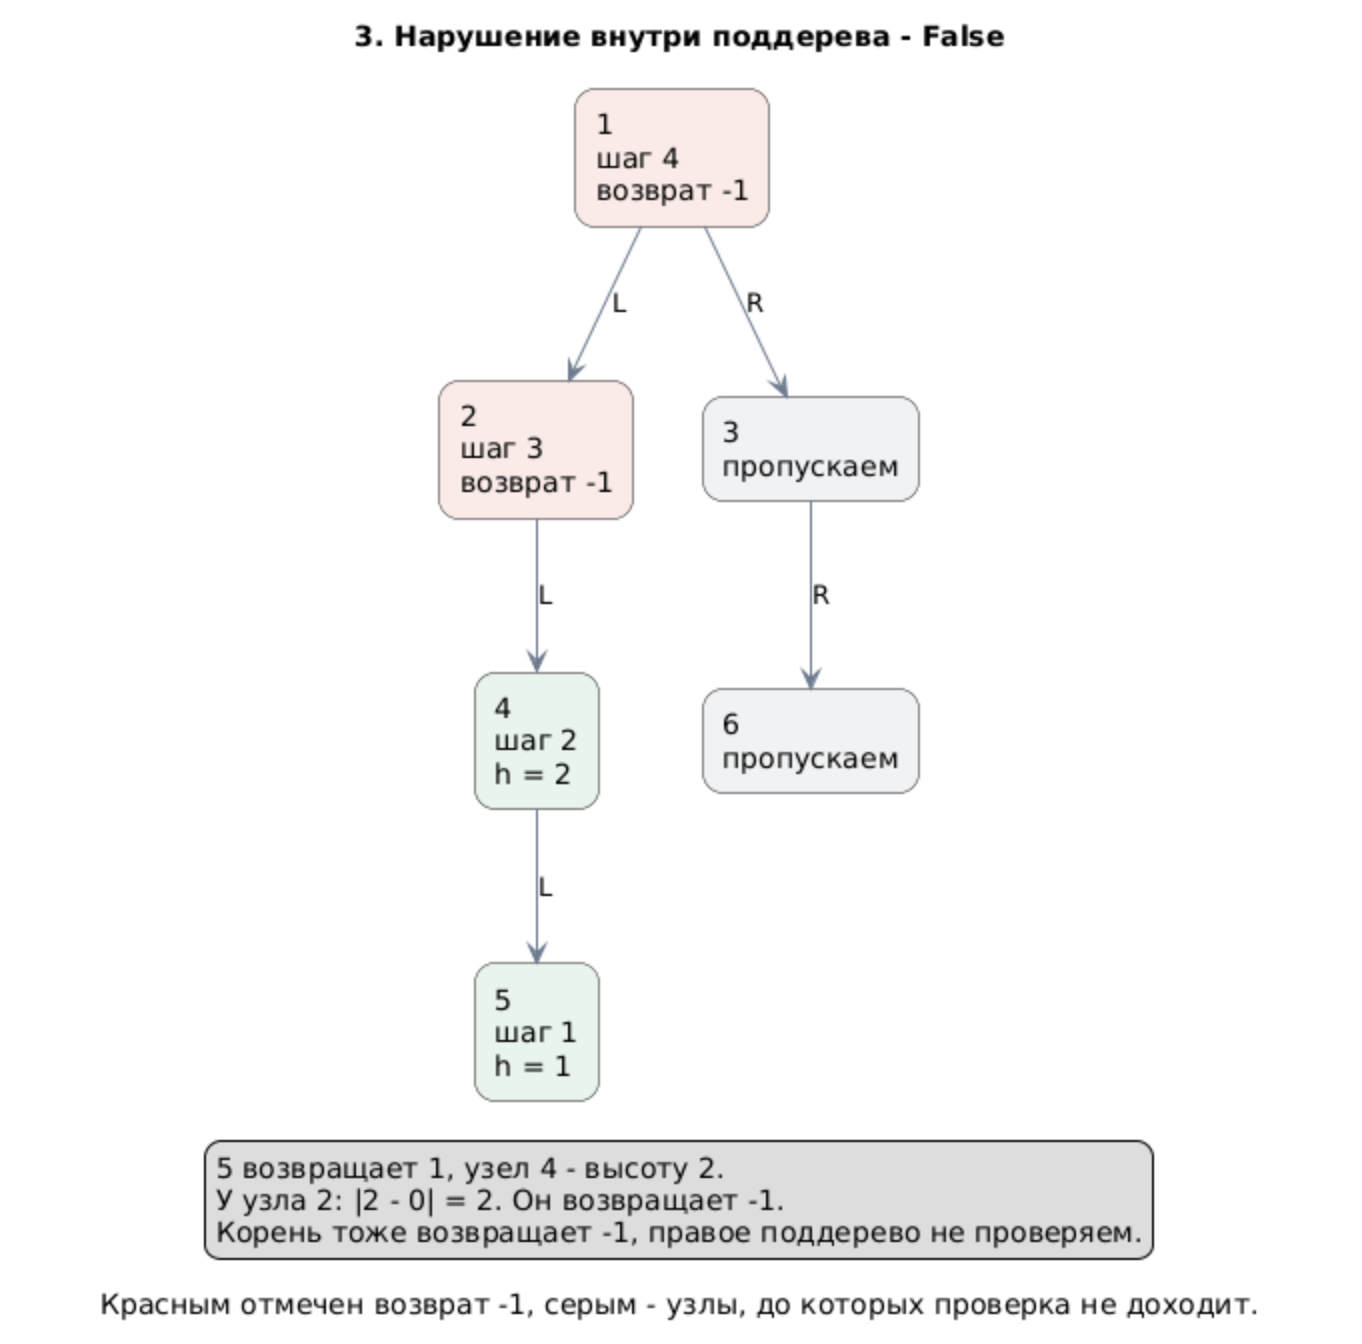 3. Нарушение внутри поддерева - False
1
шаг 4
возврат -1
L
R
2
шаг 3
возврат -1
3
пропускаем
L
R
4
шаг 2
h = 2
6
пропускаем
L
5
шаг 1
h = 1
5 возвращает 1, узел 4 - высоту 2.
У узла 2: |2 - 0| = 2. Он возвращает -1.
Корень тоже возвращает -1, правое поддерево не проверяем.
Красным отмечен возврат -1, серым - узлы, до которых проверка не доходит.